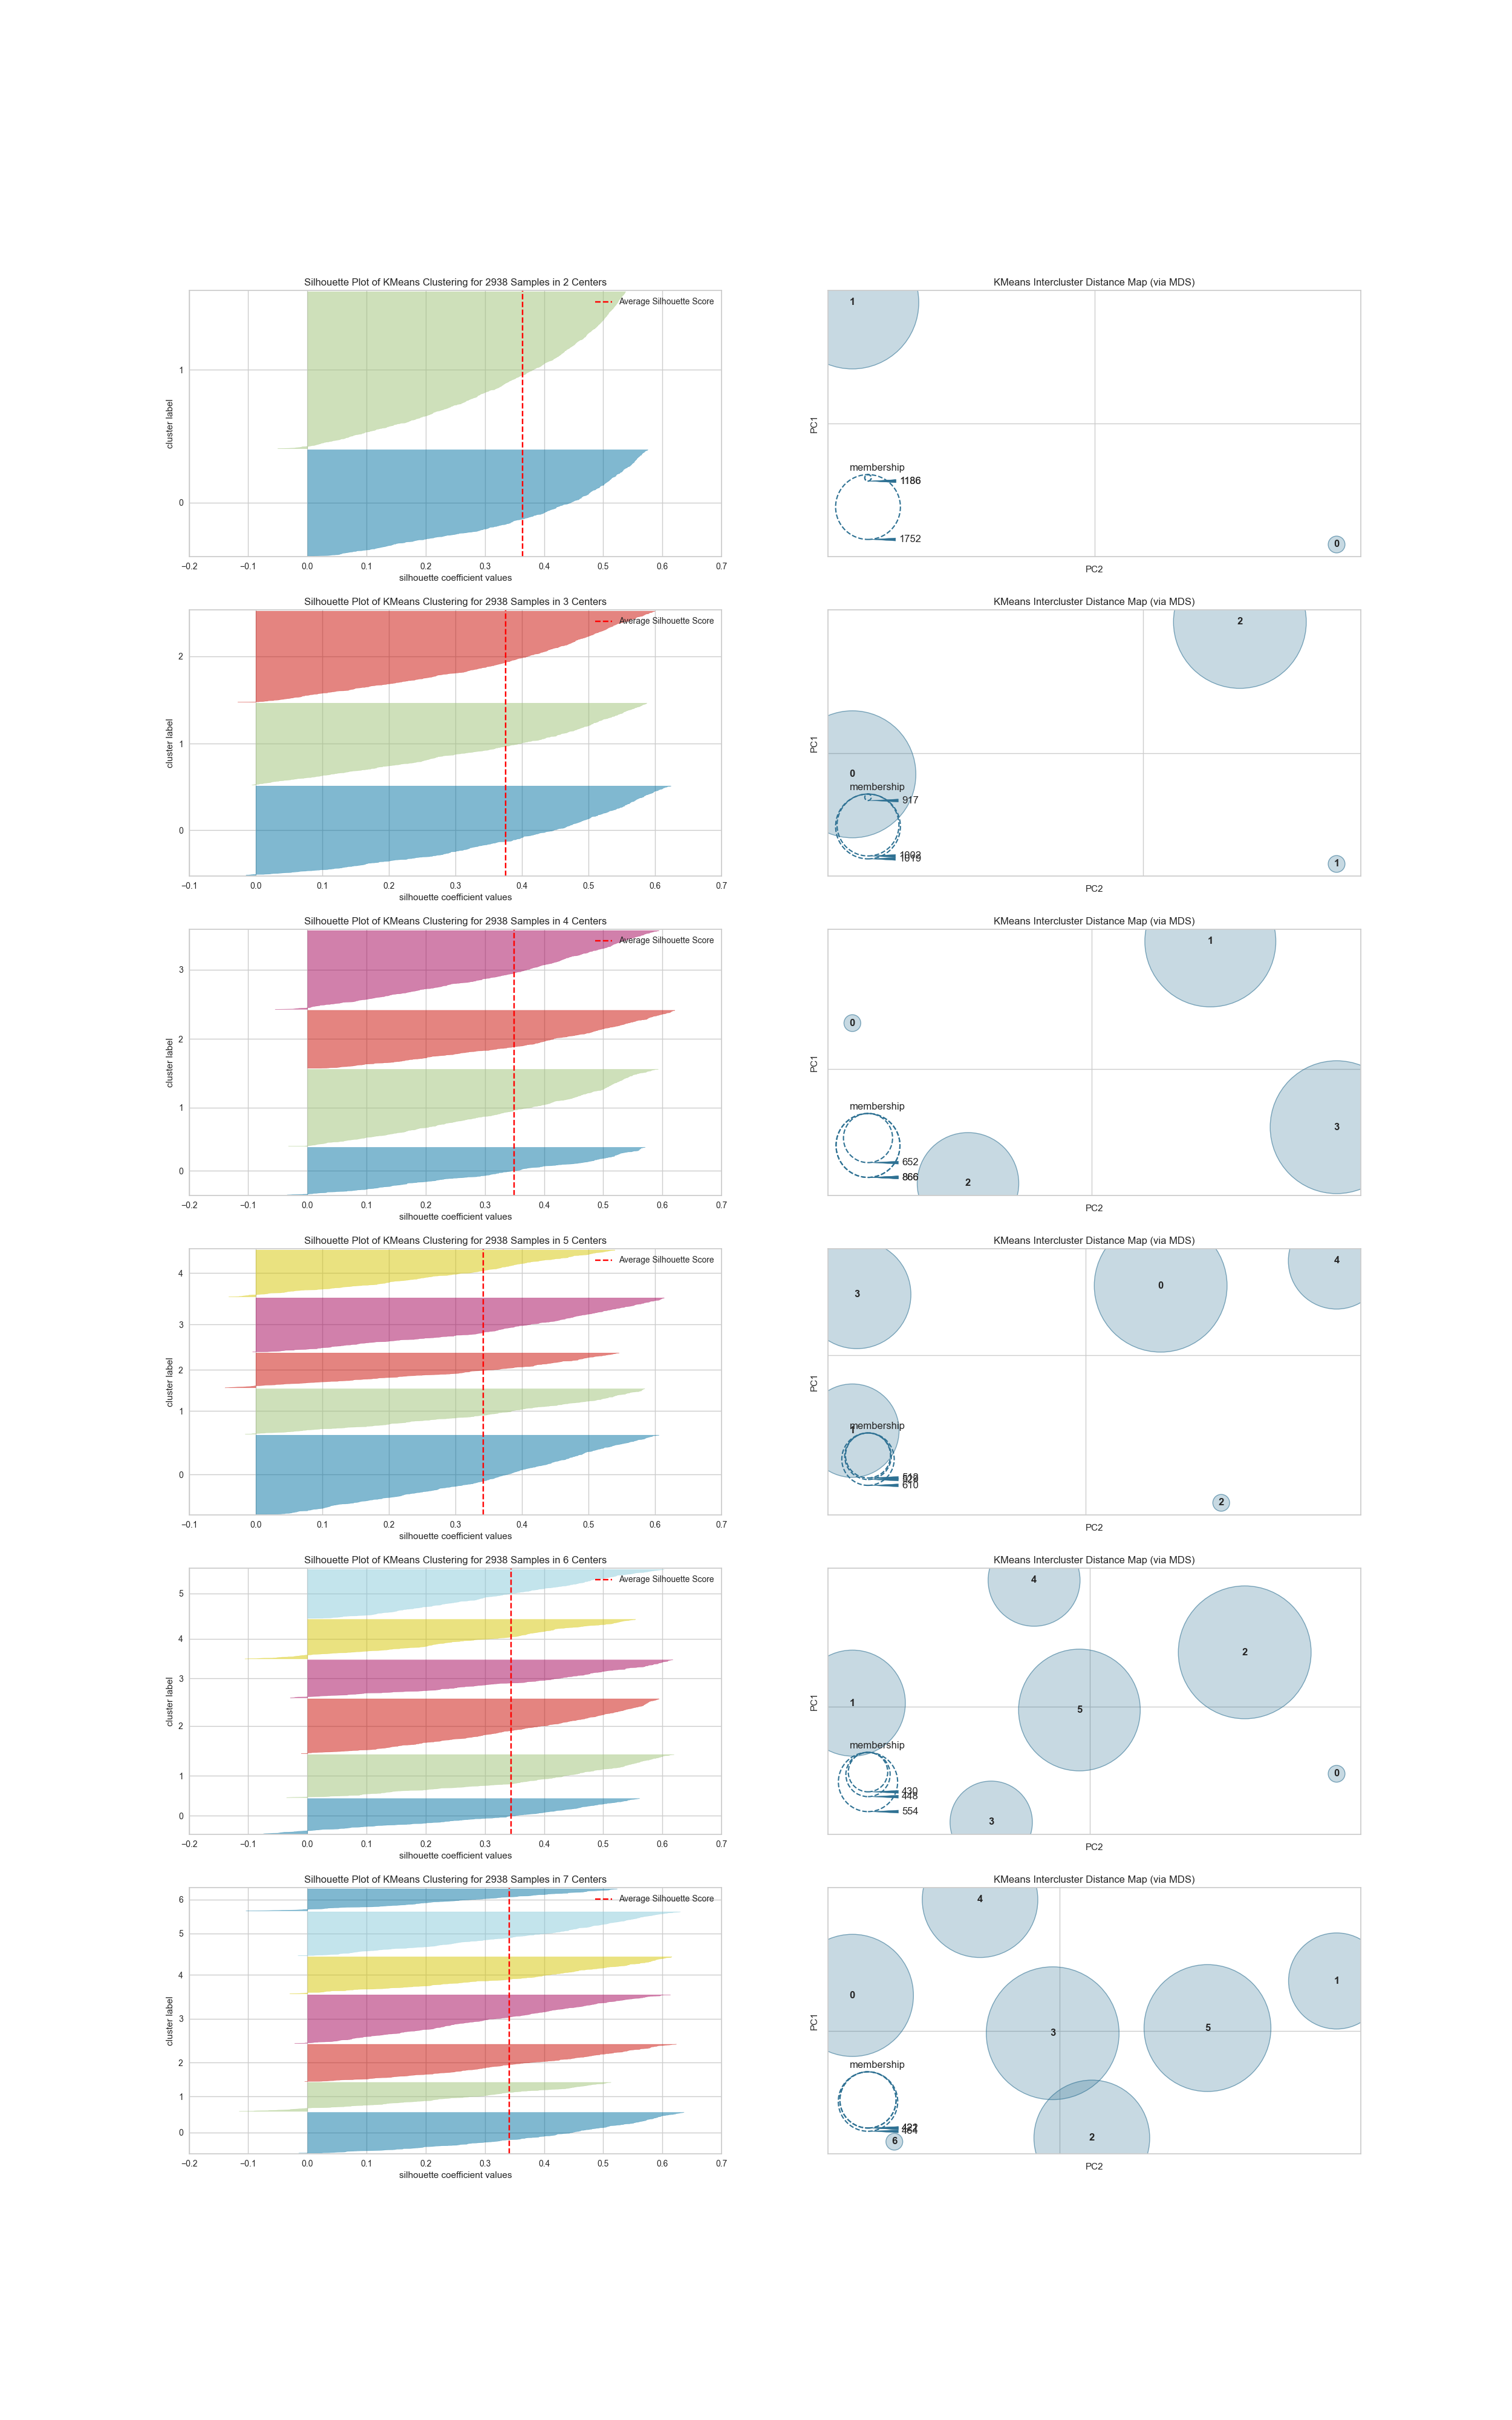 Silhouette Plot of KMeans Clustering for 2938 Samples in 2 Centers
Average Silhouette Score
1
0
cluster label
−0.2 −0.1 0.0 0.1 0.2 0.3 0.4 0.5 0.6 0.7
silhouette coefficient values
KMeans Intercluster Distance Map (via MDS)
1
PC1
membership
1186
1752
0
PC2
Silhouette Plot of KMeans Clustering for 2938 Samples in 3 Centers
Average Silhouette Score
2
1
0
cluster label
−0.1 0.0 0.1 0.2 0.3 0.4 0.5 0.6 0.7
silhouette coefficient values
KMeans Intercluster Distance Map (via MDS)
2
PC1
0
membership
917
1
PC2
Silhouette Plot of KMeans Clustering for 2938 Samples in 4 Centers
Average Silhouette Score
3
2
1
0
cluster label
−0.2 −0.1 0.0 0.1 0.2 0.3 0.4 0.5 0.6 0.7
silhouette coefficient values
KMeans Intercluster Distance Map (via MDS)
1
0
PC1
membership
3
652
866
2
PC2
Silhouette Plot of KMeans Clustering for 2938 Samples in 5 Centers
Average Silhouette Score
4
3
2
1
0
cluster label
−0.1 0.0 0.1 0.2 0.3 0.4 0.5 0.6 0.7
silhouette coefficient values
KMeans Intercluster Distance Map (via MDS)
4
0
3
PC1
1
membership
610
2
PC2
Silhouette Plot of KMeans Clustering for 2938 Samples in 6 Centers
Average Silhouette Score
5
4
3
2
1
0
cluster label
−0.2 −0.1 0.0 0.1 0.2 0.3 0.4 0.5 0.6 0.7
silhouette coefficient values
KMeans Intercluster Distance Map (via MDS)
4
2
1
5
PC1
membership
0
430
554
3
PC2
Silhouette Plot of KMeans Clustering for 2938 Samples in 7 Centers
Average Silhouette Score
6
5
4
3
2
1
0
cluster label
−0.2 −0.1 0.0 0.1 0.2 0.3 0.4 0.5 0.6 0.7
silhouette coefficient values
KMeans Intercluster Distance Map (via MDS)
4
1
0
5
3
PC1
membership
2
6
PC2